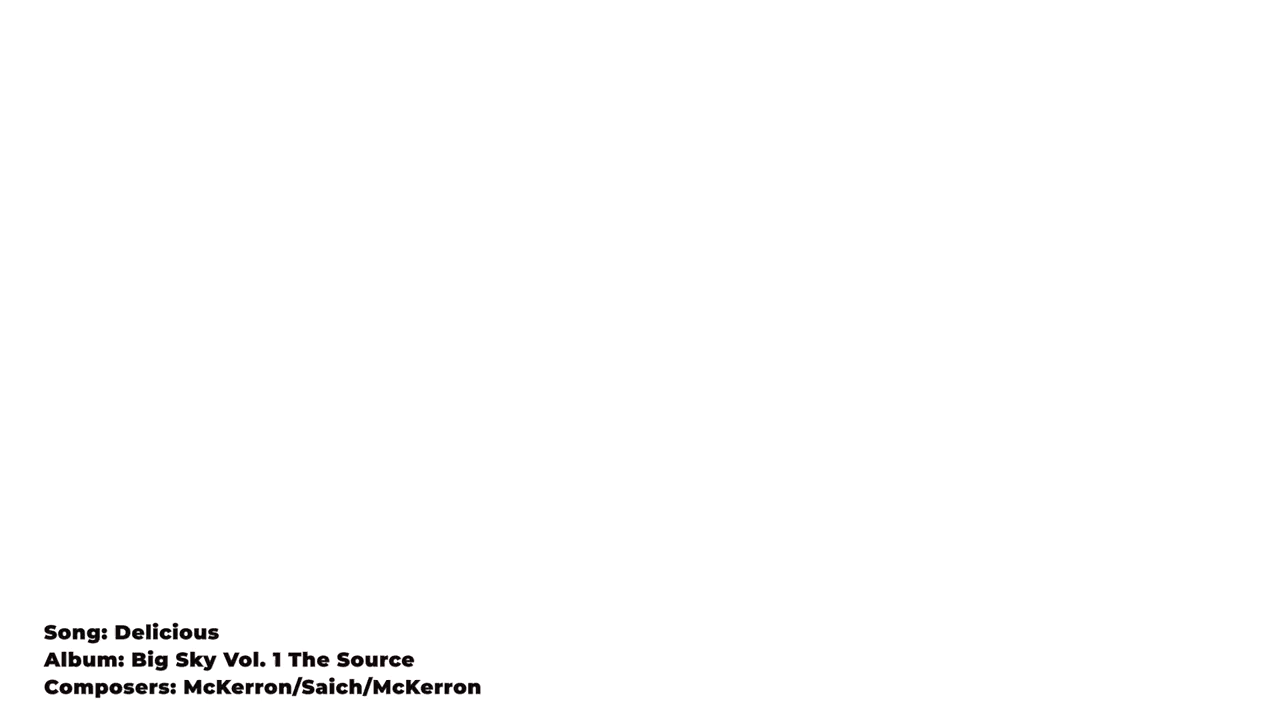 Song: Delicious
Album: Big Sky Vol. 1 The Source
Composers: McKerron/Saich/McKerron